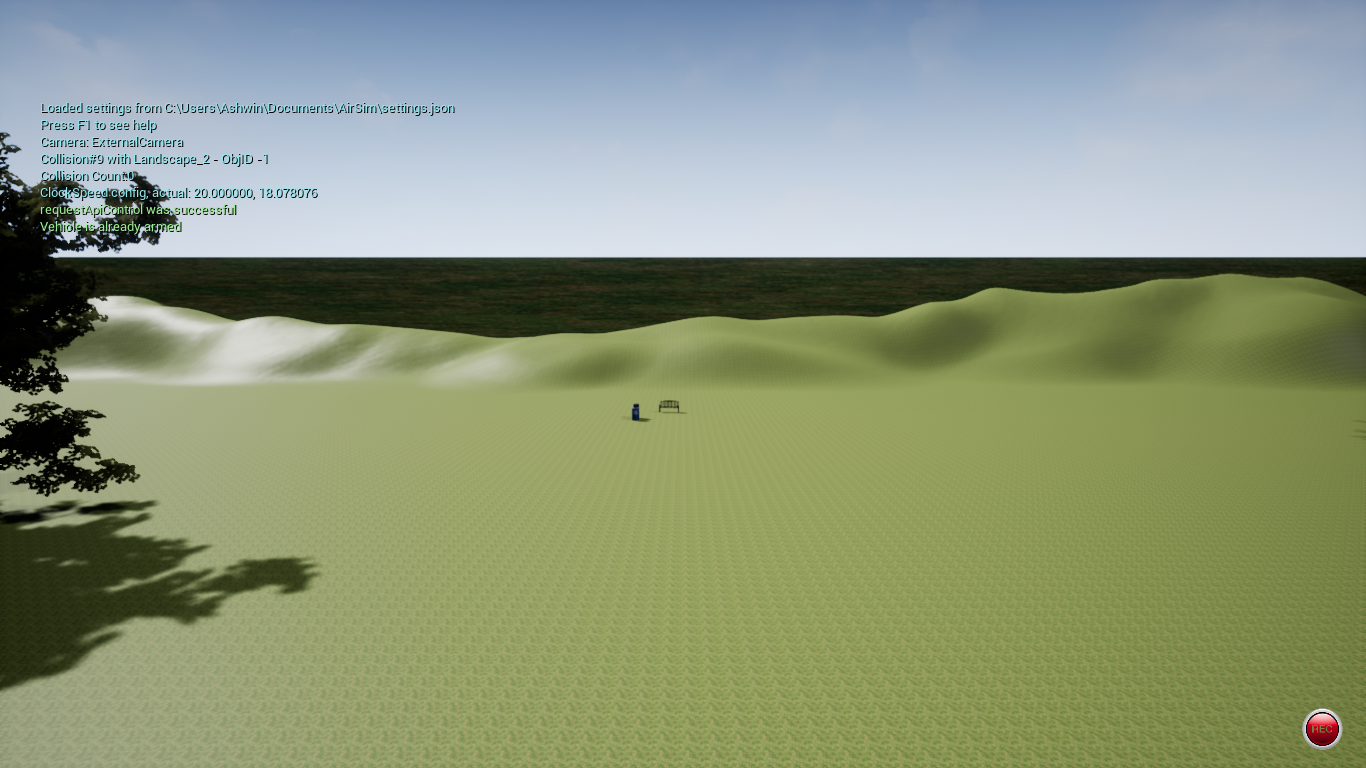 Loaded settings from C:\Users\Ashwin\Documents\AirSim\settings.json
Press F1 to see help
Camera: ExternalCamera
Collision#9 with Landscape_2 - ObjID -1
Collision Count:0
ClockSpeed config, actual: 20.000000, 18.078076
requestApiControl was successful
Vehicle is already armed
REC